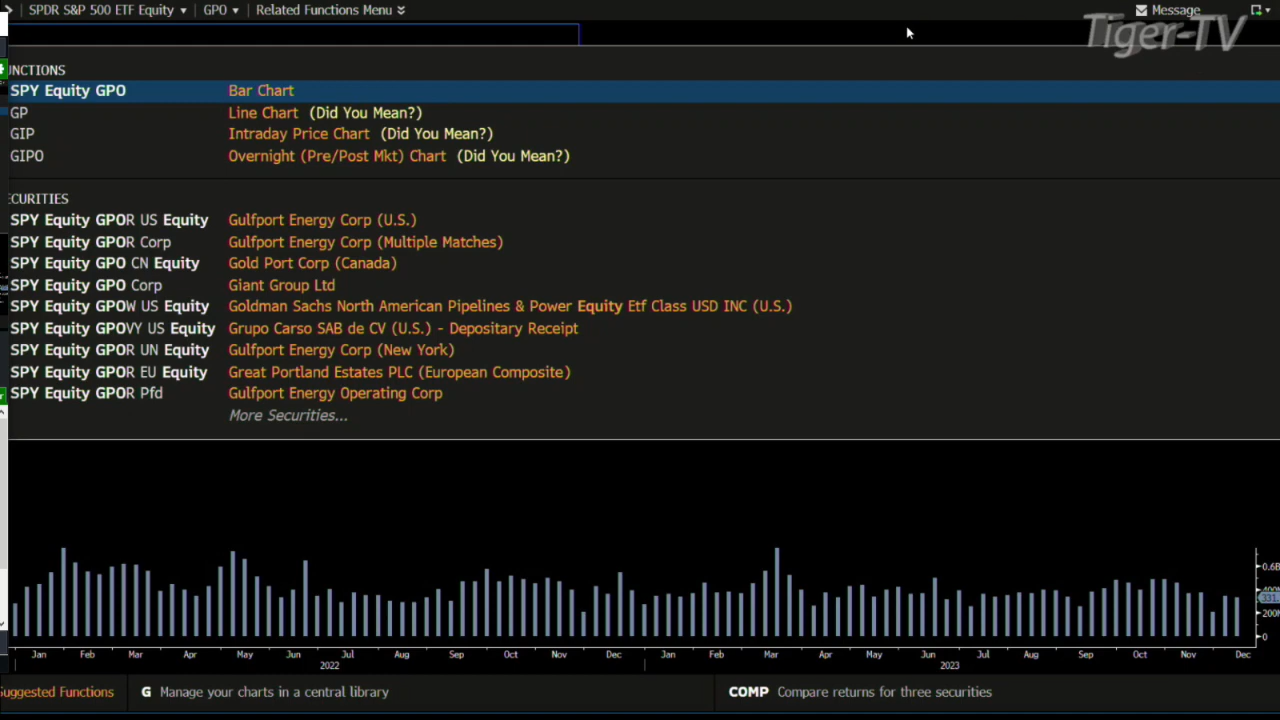 SPDR S&P 500 ETF Equity GPO Related Functions Menu Message
Tiger-TV
NCTIONS
SPY Equity GPO Bar Chart
GP Line Chart (Did You Mean?)
GIP Intraday Price Chart (Did You Mean?)
GIPO Overnight (Pre/Post Mkt) Chart (Did You Mean?)
ECURITIES
SPY Equity GPOR US Equity Gulfport Energy Corp (U.S.)
SPY Equity GPOR Corp Gulfport Energy Corp (Multiple Matches)
SPY Equity GPO CN Equity Gold Port Corp (Canada)
SPY Equity GPO Corp Giant Group Ltd
SPY Equity GPOW US Equity Goldman Sachs North American Pipelines & Power Equity Etf Class USD INC (U.S.)
SPY Equity GPOVY US Equity Grupo Carso SAB de CV (U.S.) - Depositary Receipt
SPY Equity GPOR UN Equity Gulfport Energy Corp (New York)
SPY Equity GPOR EU Equity Great Portland Estates PLC (European Composite)
SPY Equity GPOR Pfd Gulfport Energy Operating Corp
More Securities...
0.6B
200M
0
Jan Feb Mar Apr May Jun Jul Aug Sep Oct Nov Dec Jan Feb Mar Apr May Jun Jul Aug Sep Oct Nov Dec
2022 2023
uggested Functions G Manage your charts in a central library COMP Compare returns for three securities